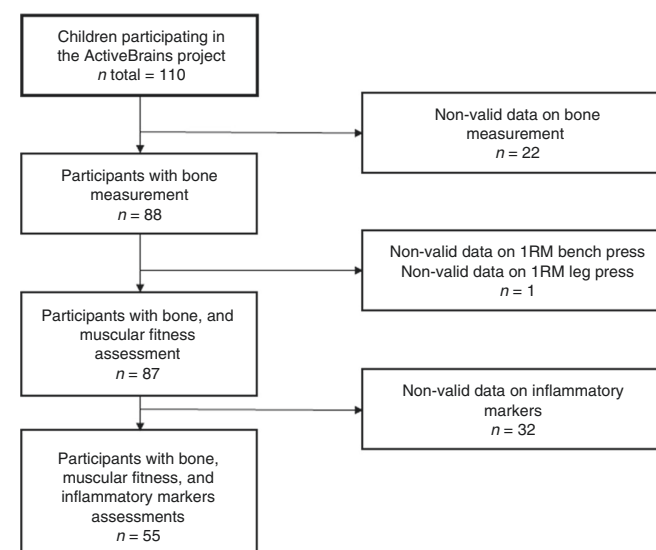 Children participating in
the ActiveBrains project
n total = 110
Non-valid data on bone
measurement
n = 22
Participants with bone
measurement
n = 88
Non-valid data on 1RM bench press
Non-valid data on 1RM leg press
n = 1
Participants with bone, and
muscular fitness
assessment
n = 87
Non-valid data on inflammatory
markers
n = 32
Participants with bone,
muscular fitness, and
inflammatory markers
assessments
n = 55